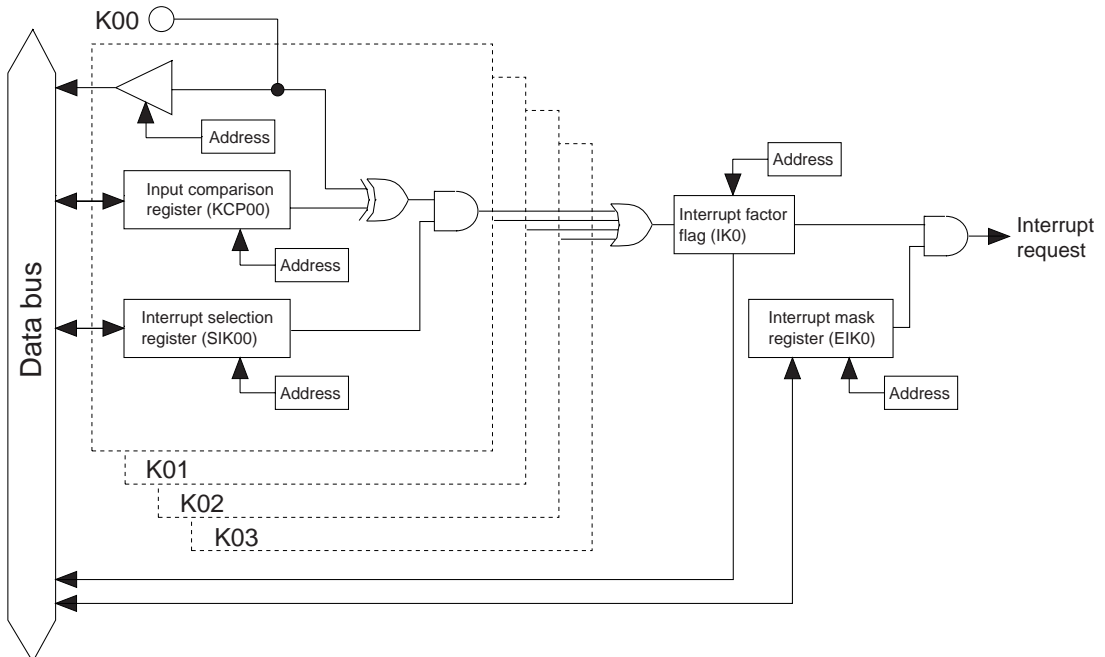 K00
Address
Input comparison
register (KCP00)
Address
Interrupt selection
register (SIK00)
Address
K01
K02
K03
Data bus
Address
Interrupt factor
flag (IK0)
Interrupt
request
Interrupt mask
register (EIK0)
Address